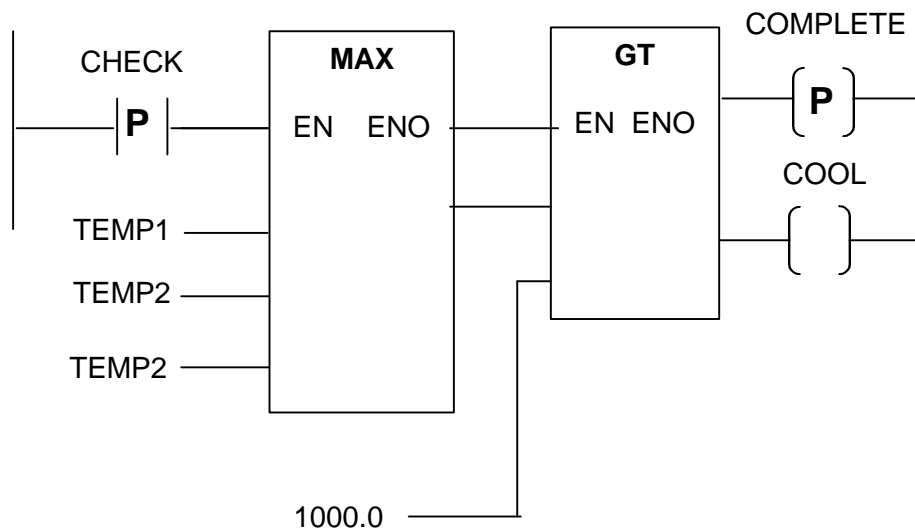 COMPLETE
CHECK
MAX
GT
P
EN ENO
EN ENO
P
COOL
TEMP1
TEMP2
TEMP2
1000.0